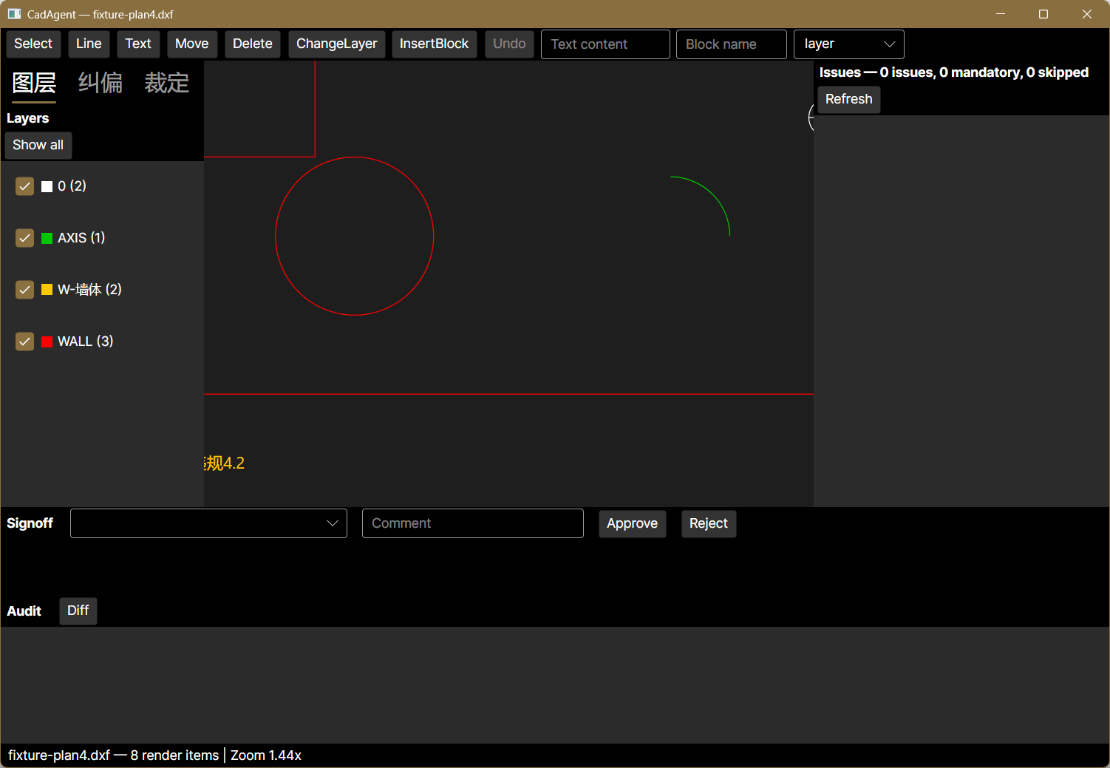 CadAgent — fixture-plan4.dxf
Select Line Text Move Delete ChangeLayer InsertBlock Undo Text content Block name layer
图层 纠偏 裁定
Layers
Show all
0 (2)
AXIS (1)
W-墙体 (2)
WALL (3)
规4.2
Issues — 0 issues, 0 mandatory, 0 skipped
Refresh
Signoff Comment Approve Reject
Audit Diff
fixture-plan4.dxf — 8 render items | Zoom 1.44x